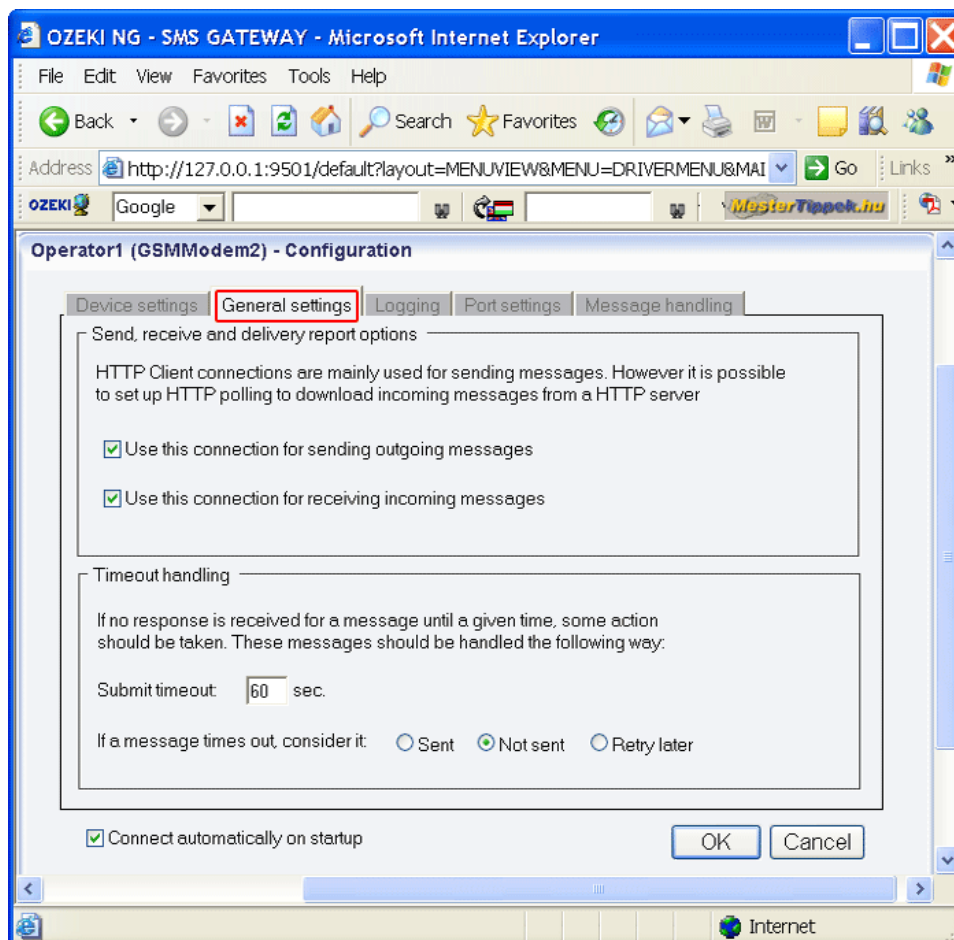 OZEKI NG - SMS GATEWAY - Microsoft Internet Explorer
File Edit View Favorites Tools Help
Back Search Favorites
Address http://127.0.0.1:9501/default?layout=MENUVIEW&MENU=DRIVERMENU&MAI Go Links »
OZEKI Google MesterTippek.hu
Operator1 (GSMModem2) - Configuration
Device settings General settings Logging Port settings Message handling
Send, receive and delivery report options
HTTP Client connections are mainly used for sending messages. However it is possible
to set up HTTP polling to download incoming messages from a HTTP server
Use this connection for sending outgoing messages
Use this connection for receiving incoming messages
Timeout handling
If no response is received for a message until a given time, some action
should be taken. These messages should be handled the following way:
Submit timeout: 60 sec.
If a message times out, consider it: Sent Not sent Retry later
Connect automatically on startup OK Cancel
Internet